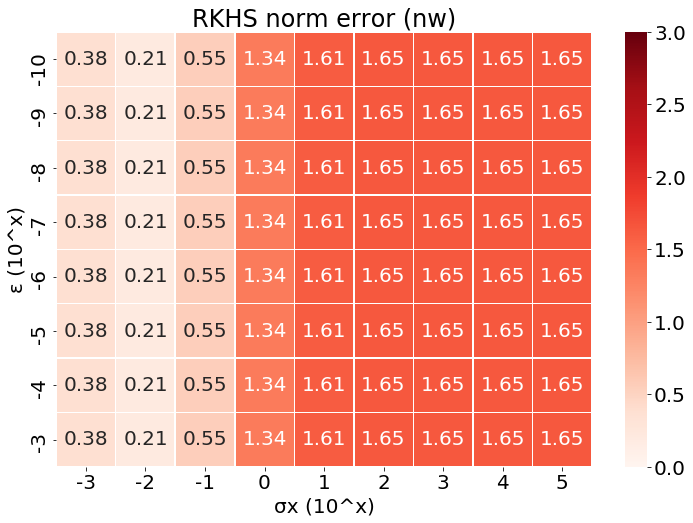 RKHS norm error (nw)
-10 0.38 0.21 0.55 1.34 1.61 1.65 1.65 1.65 1.65
-9 0.38 0.21 0.55 1.34 1.61 1.65 1.65 1.65 1.65
-8 0.38 0.21 0.55 1.34 1.61 1.65 1.65 1.65 1.65
-7 0.38 0.21 0.55 1.34 1.61 1.65 1.65 1.65 1.65
-6 0.38 0.21 0.55 1.34 1.61 1.65 1.65 1.65 1.65
-5 0.38 0.21 0.55 1.34 1.61 1.65 1.65 1.65 1.65
-4 0.38 0.21 0.55 1.34 1.61 1.65 1.65 1.65 1.65
-3 0.38 0.21 0.55 1.34 1.61 1.65 1.65 1.65 1.65
-3 -2 -1 0 1 2 3 4 5
σx (10^x)
ε (10^x)
3.0
2.5
2.0
1.5
1.0
0.5
0.0